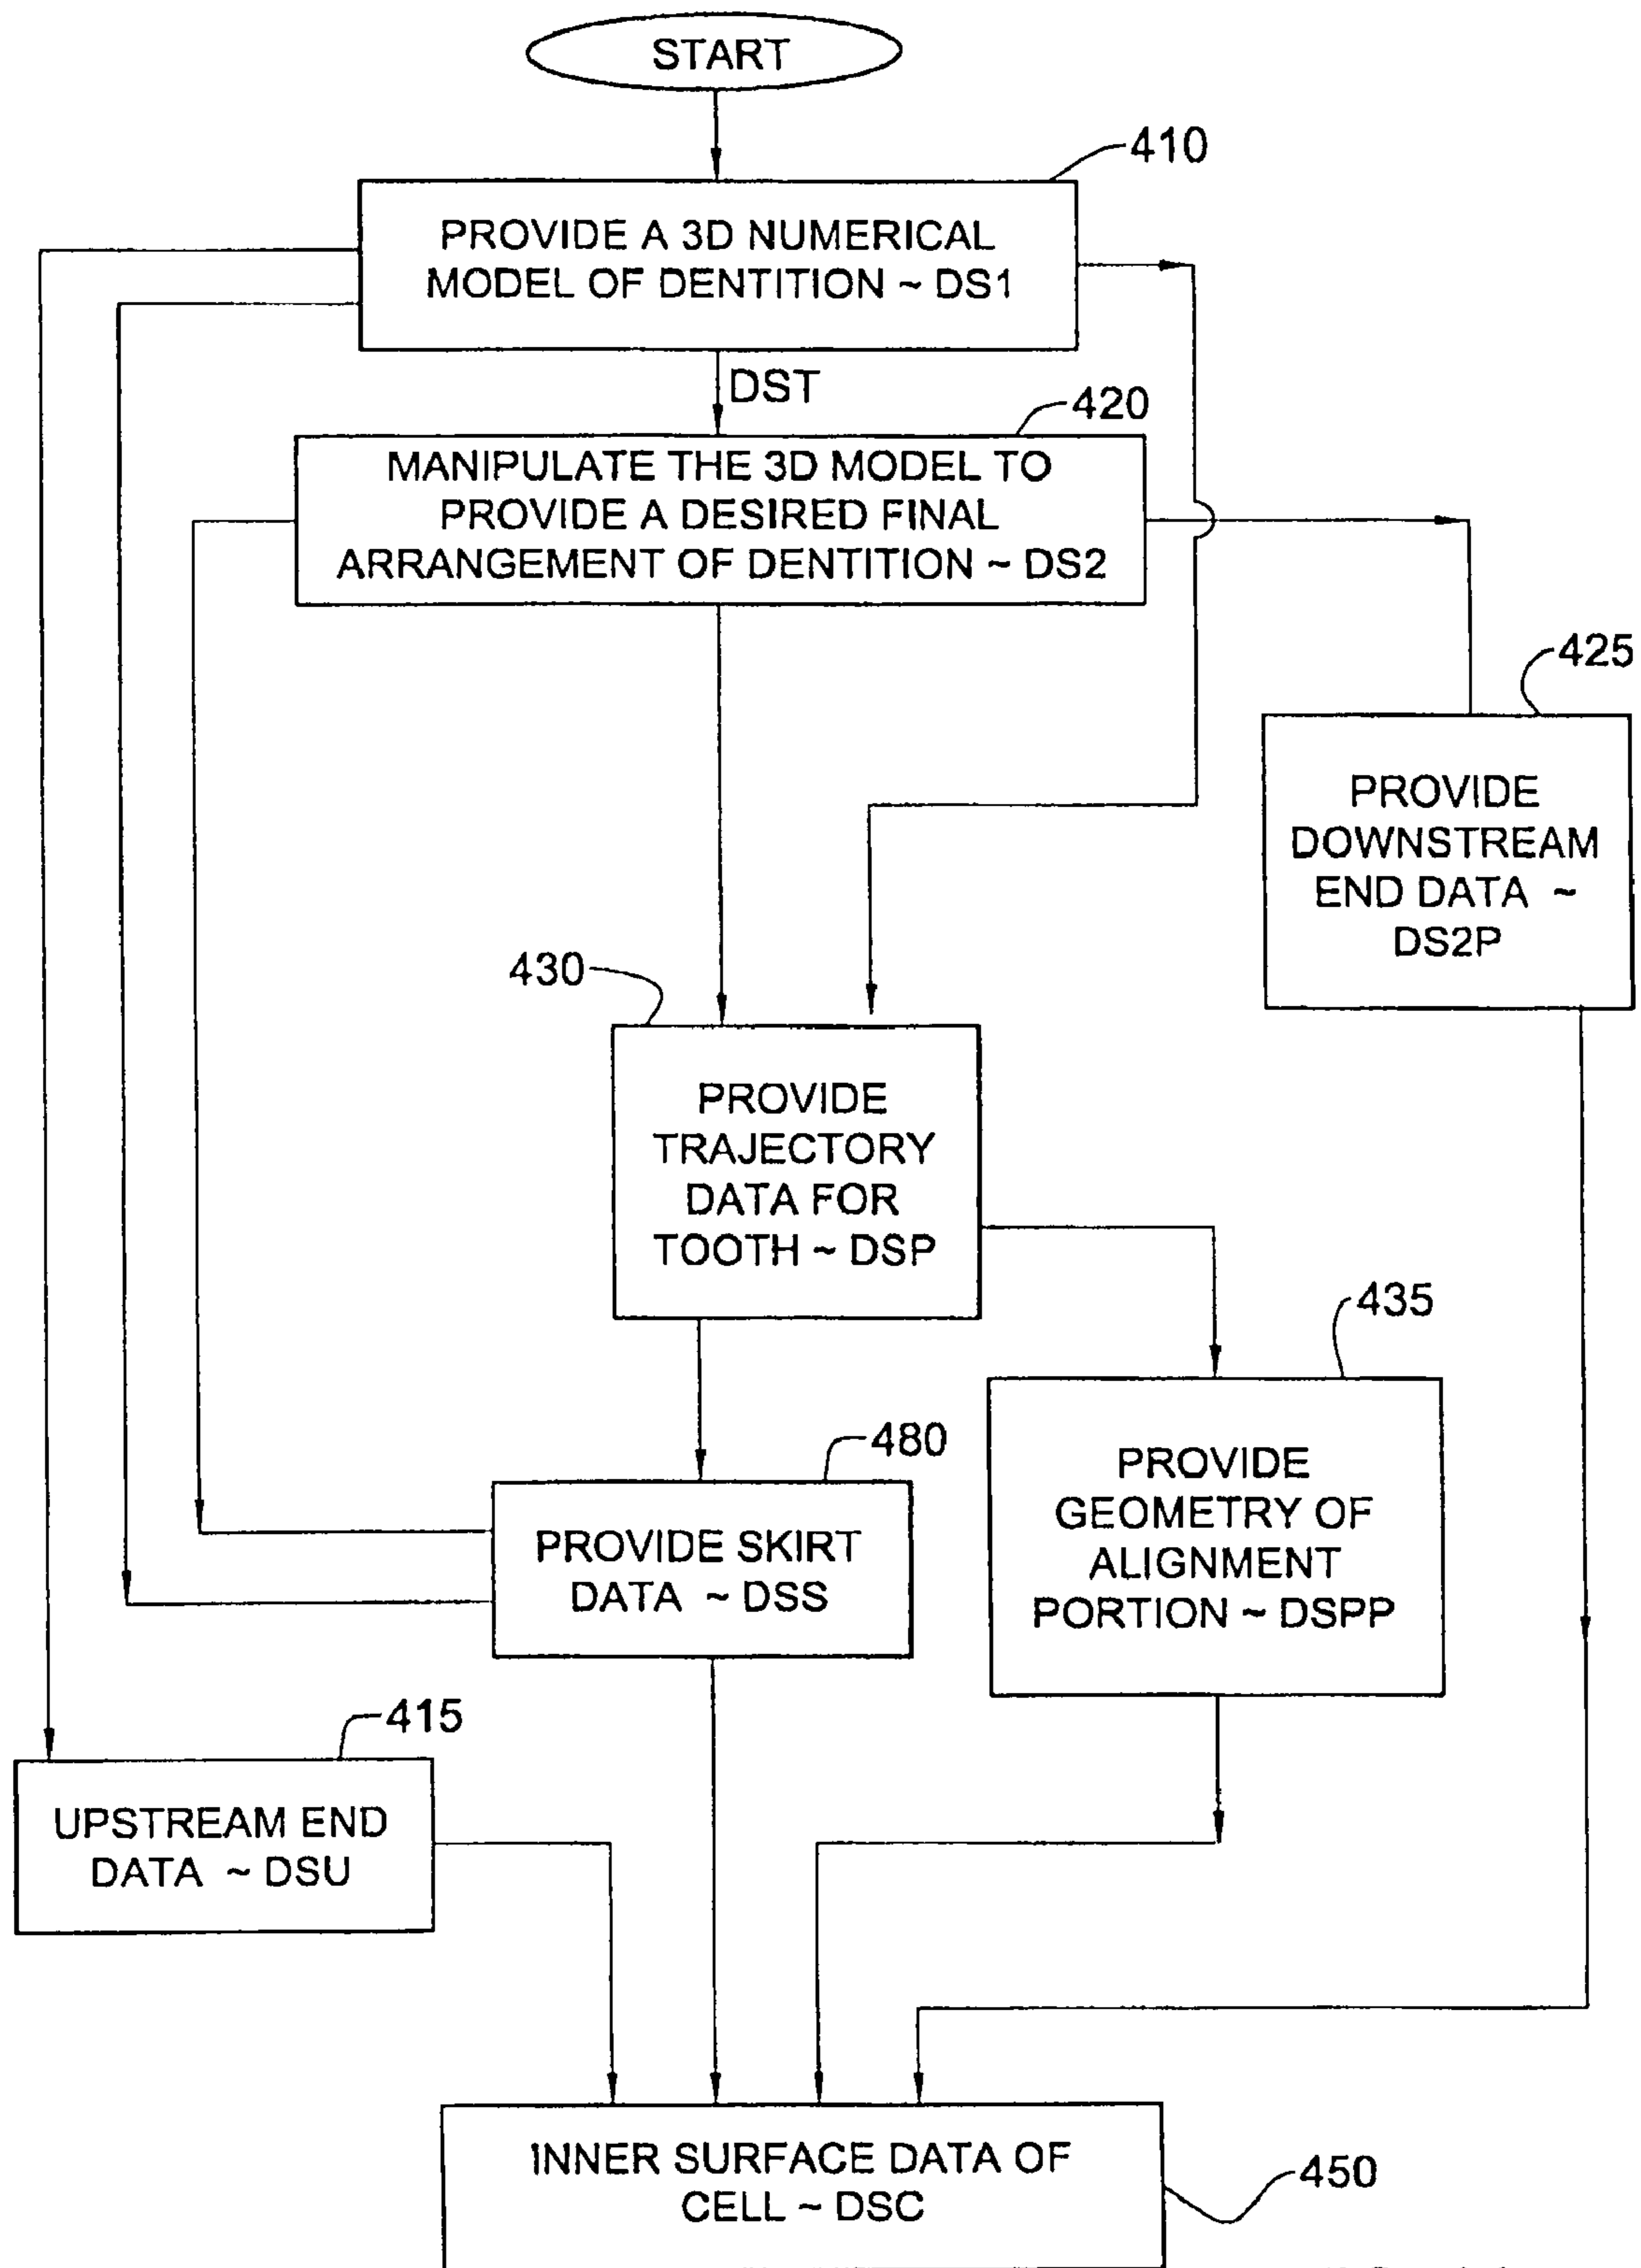 START
410
PROVIDE A 3D NUMERICAL
MODEL OF DENTITION ~ DS1
DST
420
MANIPULATE THE 3D MODEL TO
PROVIDE A DESIRED FINAL
ARRANGEMENT OF DENTITION ~ DS2
425
PROVIDE
DOWNSTREAM
END DATA ~
DS2P
430
PROVIDE
TRAJECTORY
DATA FOR
TOOTH ~ DSP
435
PROVIDE
GEOMETRY OF
ALIGNMENT
PORTION ~ DSPP
480
PROVIDE SKIRT
DATA ~ DSS
415
UPSTREAM END
DATA ~ DSU
INNER SURFACE DATA OF
CELL ~ DSC
450